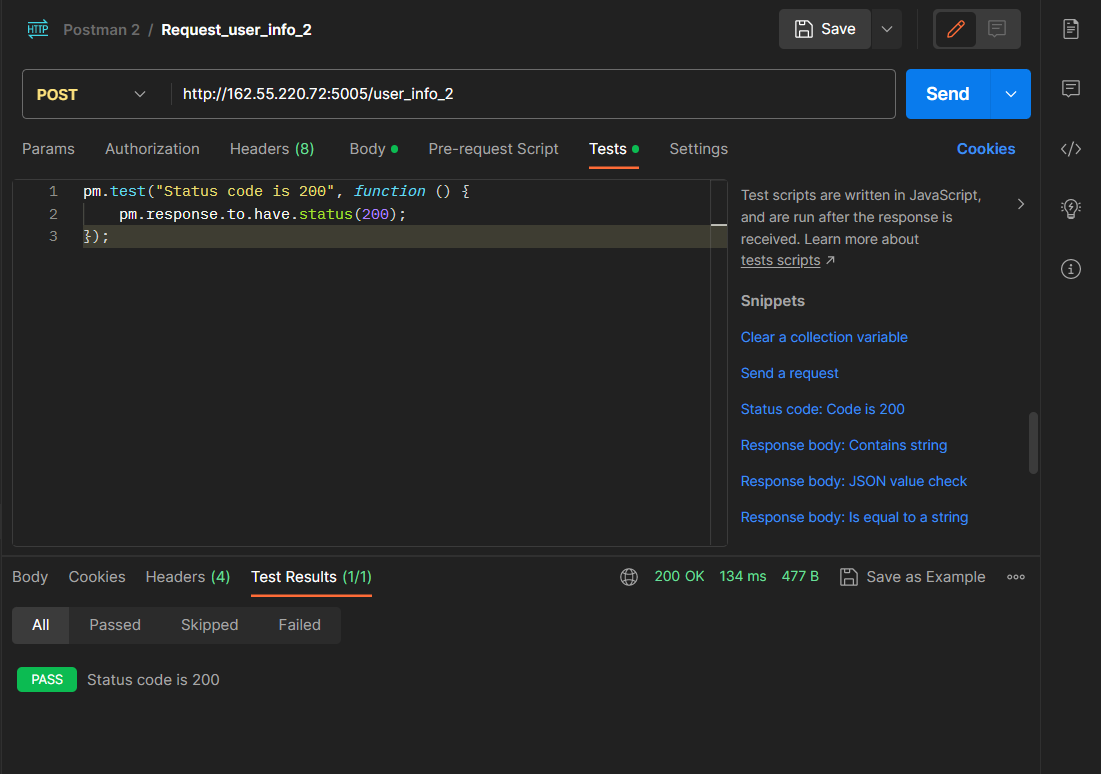 HTTP Postman 2 / Request_user_info_2 Save
POST http://162.55.220.72:5005/user_info_2 Send
Params Authorization Headers (8) Body Pre-request Script Tests Settings Cookies
1 pm.test("Status code is 200", function () {
2 pm.response.to.have.status(200);
3 });
Test scripts are written in JavaScript,
and are run after the response is
received. Learn more about
tests scripts ↗
Snippets
Clear a collection variable
Send a request
Status code: Code is 200
Response body: Contains string
Response body: JSON value check
Response body: Is equal to a string
Body Cookies Headers (4) Test Results (1/1) 200 OK 134 ms 477 B Save as Example
All Passed Skipped Failed
PASS Status code is 200